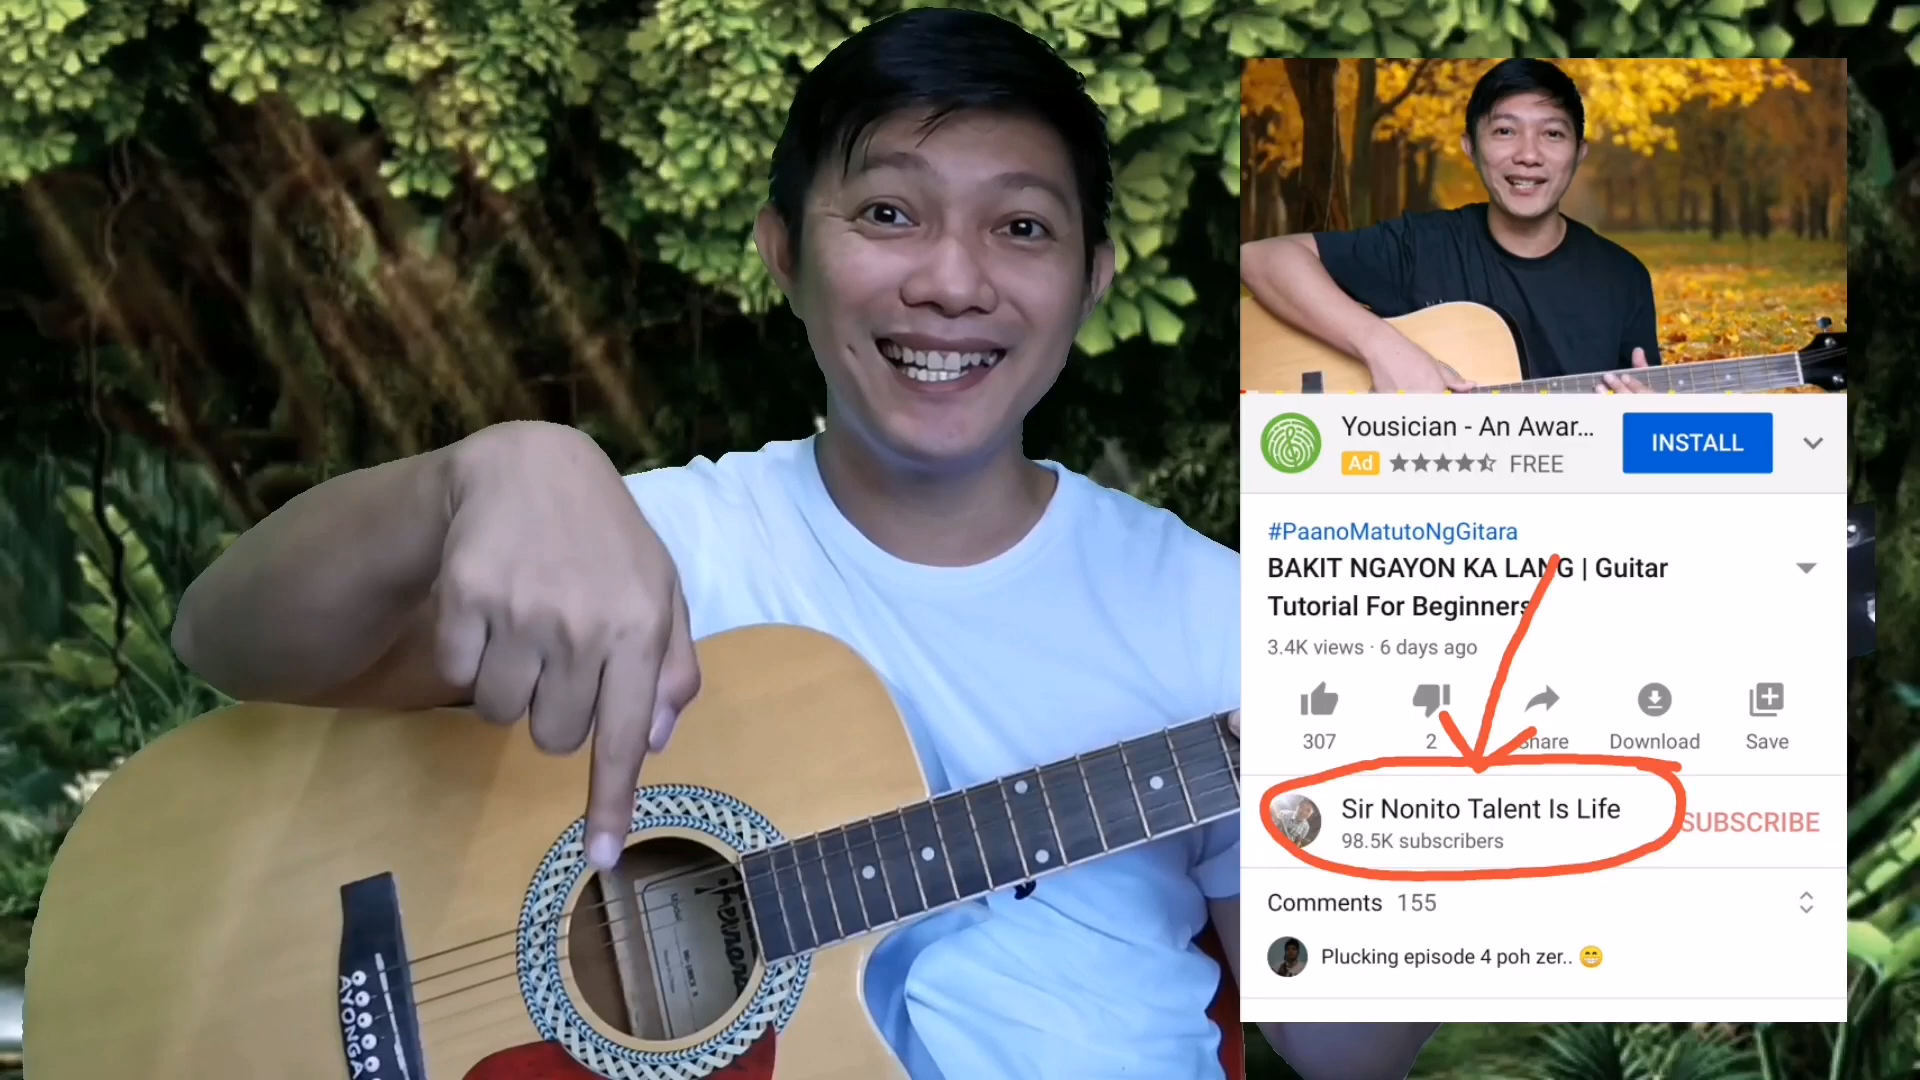 Yousician - An Awar...
INSTALL
Ad
FREE
#PaanoMatutoNgGitara
BAKIT NGAYON KA LANG | Guitar
Tutorial For Beginners
3.4K views · 6 days ago
307
2
Share
Download
Save
Sir Nonito Talent Is Life
98.5K subscribers
SUBSCRIBE
Comments 155
Plucking episode 4 poh zer.. 😁
AYONGA